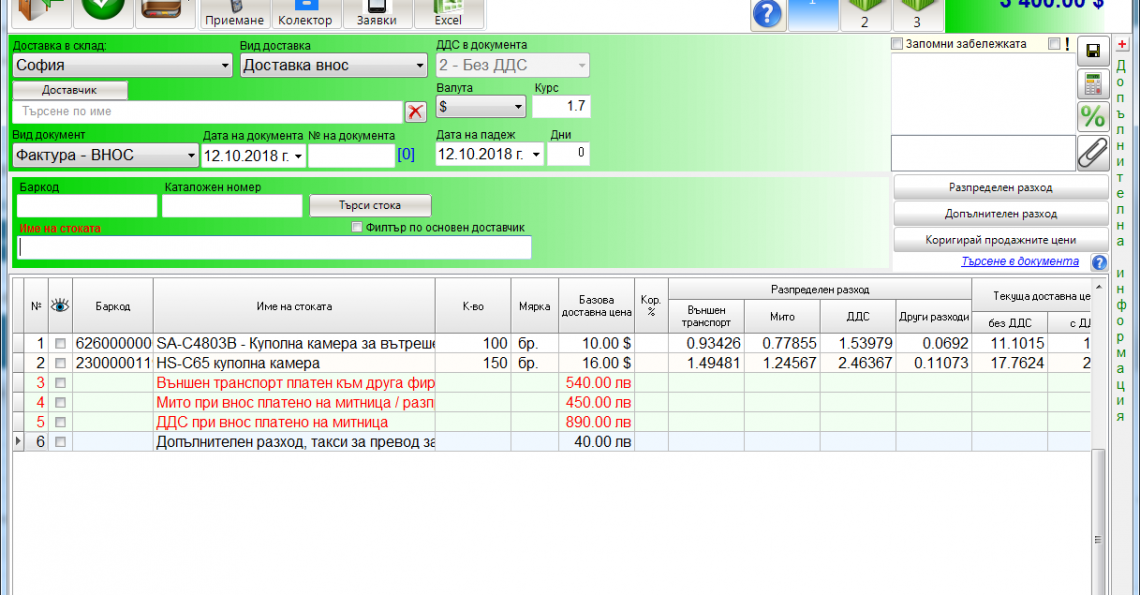 3 400.00 $
Приемане Колектор Заявки Excel
? 1 2 3
Доставка в склад: Вид доставка ДДС в документа
София Доставка внос 2 - Без ДДС
Запомни забележката !
Доставчик Валута Курс
Търсене по име $ 1.7
%
Вид документ Дата на документа № на документа Дата на падеж Дни
Фактура - ВНОС 12.10.2018 г. [0] 12.10.2018 г. 0
Баркод Каталожен номер
Търси стока
Име на стоката Филтър по основен доставчик
Разпределен разход
Допълнителен разход
Коригирай продажните цени
Търсене в документа ?
+
Допълнителна информация
№ Баркод Име на стоката К-во Мярка Базова доставна цена Кор. % Разпределен разход Текуща доставна це
Външен транспорт Мито ДДС Други разходи без ДДС с Д
1 626000000 SA-C4803B - Куполна камера за вътреше 100 бр. 10.00 $ 0.93426 0.77855 1.53979 0.0692 11.1015 1
2 230000011 HS-C65 куполна камера 150 бр. 16.00 $ 1.49481 1.24567 2.46367 0.11073 17.7624 2
3 Външен транспорт платен към друга фир 540.00 лв
4 Мито при внос платено на митница / разп 450.00 лв
5 ДДС при внос платено на митница 890.00 лв
6 Допълнителен разход, такси за превод за 40.00 лв